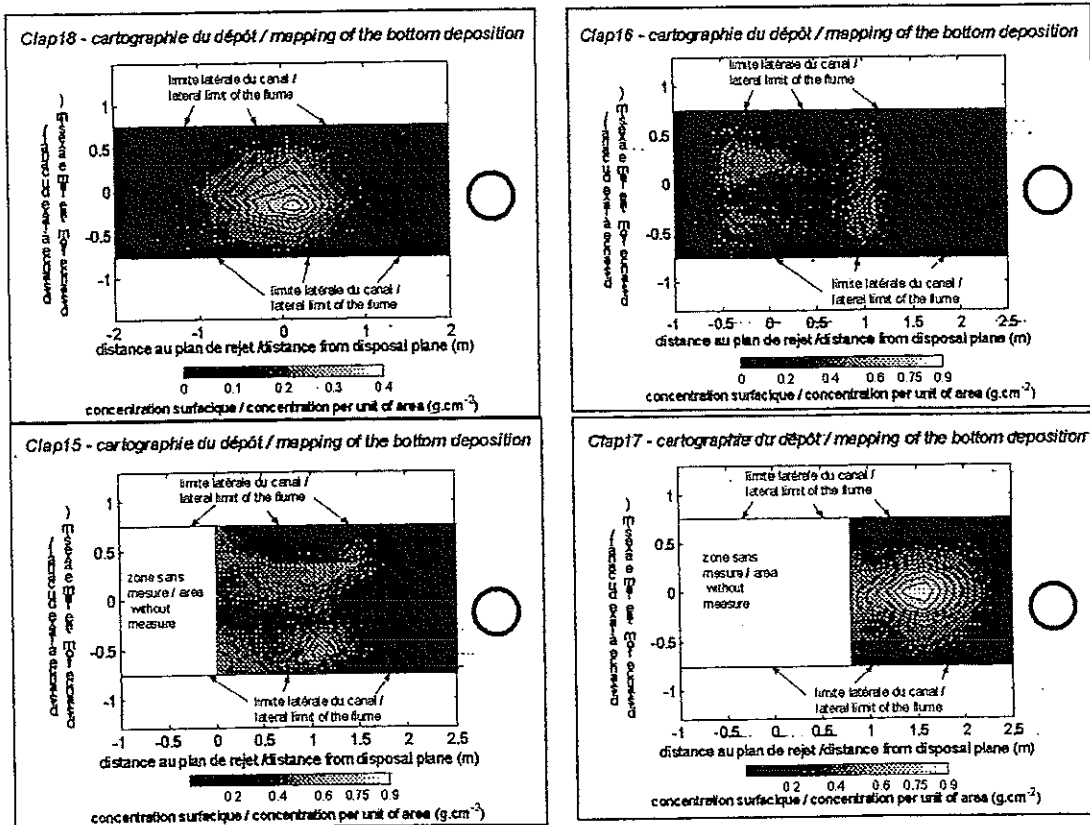 Clap18 - cartographie du dépôt / mapping of the bottom deposition
limite latérale du canal /
lateral limit of the flume
1
0.5
0
-0.5
-1
limite latérale du canal /
lateral limit of the flume
-2 -1 0 1 2
distance au plan de rejet /distance from disposal plane (m)
0 0.1 0.2 0.3 0.4
concentration surfacique / concentration per unit of area (g.cm-2)
Clap16 - cartographie du dépôt / mapping of the bottom deposition
limite latérale du canal /
lateral limit of the flume
1
0.5
0
-0.5
-1
limite latérale du canal /
lateral limit of the flume
-1 -0.5 0 0.5 1 1.5 2 2.5
distance au plan de rejet /distance from disposal plane (m)
0 0.2 0.4 0.6 0.75 0.9
concentration surfacique / concentration per unit of area (g.cm-2)
Clap15 - cartographie du dépôt / mapping of the bottom deposition
limite latérale du canal /
lateral limit of the flume
1
0.5
0
-0.5
-1
zone sans
mesure / area
without
measure
limite latérale du canal /
lateral limit of the flume
-1 -0.5 0 0.5 1 1.5 2 2.5
distance au plan de rejet /distance from disposal plane (m)
0.2 0.4 0.6 0.75 0.9
concentration surfacique / concentration per unit of area (g.cm-2)
Clap17 - cartographie du dépôt / mapping of the bottom deposition
limite latérale du canal /
lateral limit of the flume
1
0.5
0
-0.5
-1
zone sans
mesure / area
without
measure
limite latérale du canal /
lateral limit of the flume
-1 -0.5 0 0.5 1 1.5 2 2.5
distance au plan de rejet /distance from disposal plane (m)
0.2 0.4 0.6 0.75 0.9
concentration surfacique / concentration per unit of area (g.cm-2)